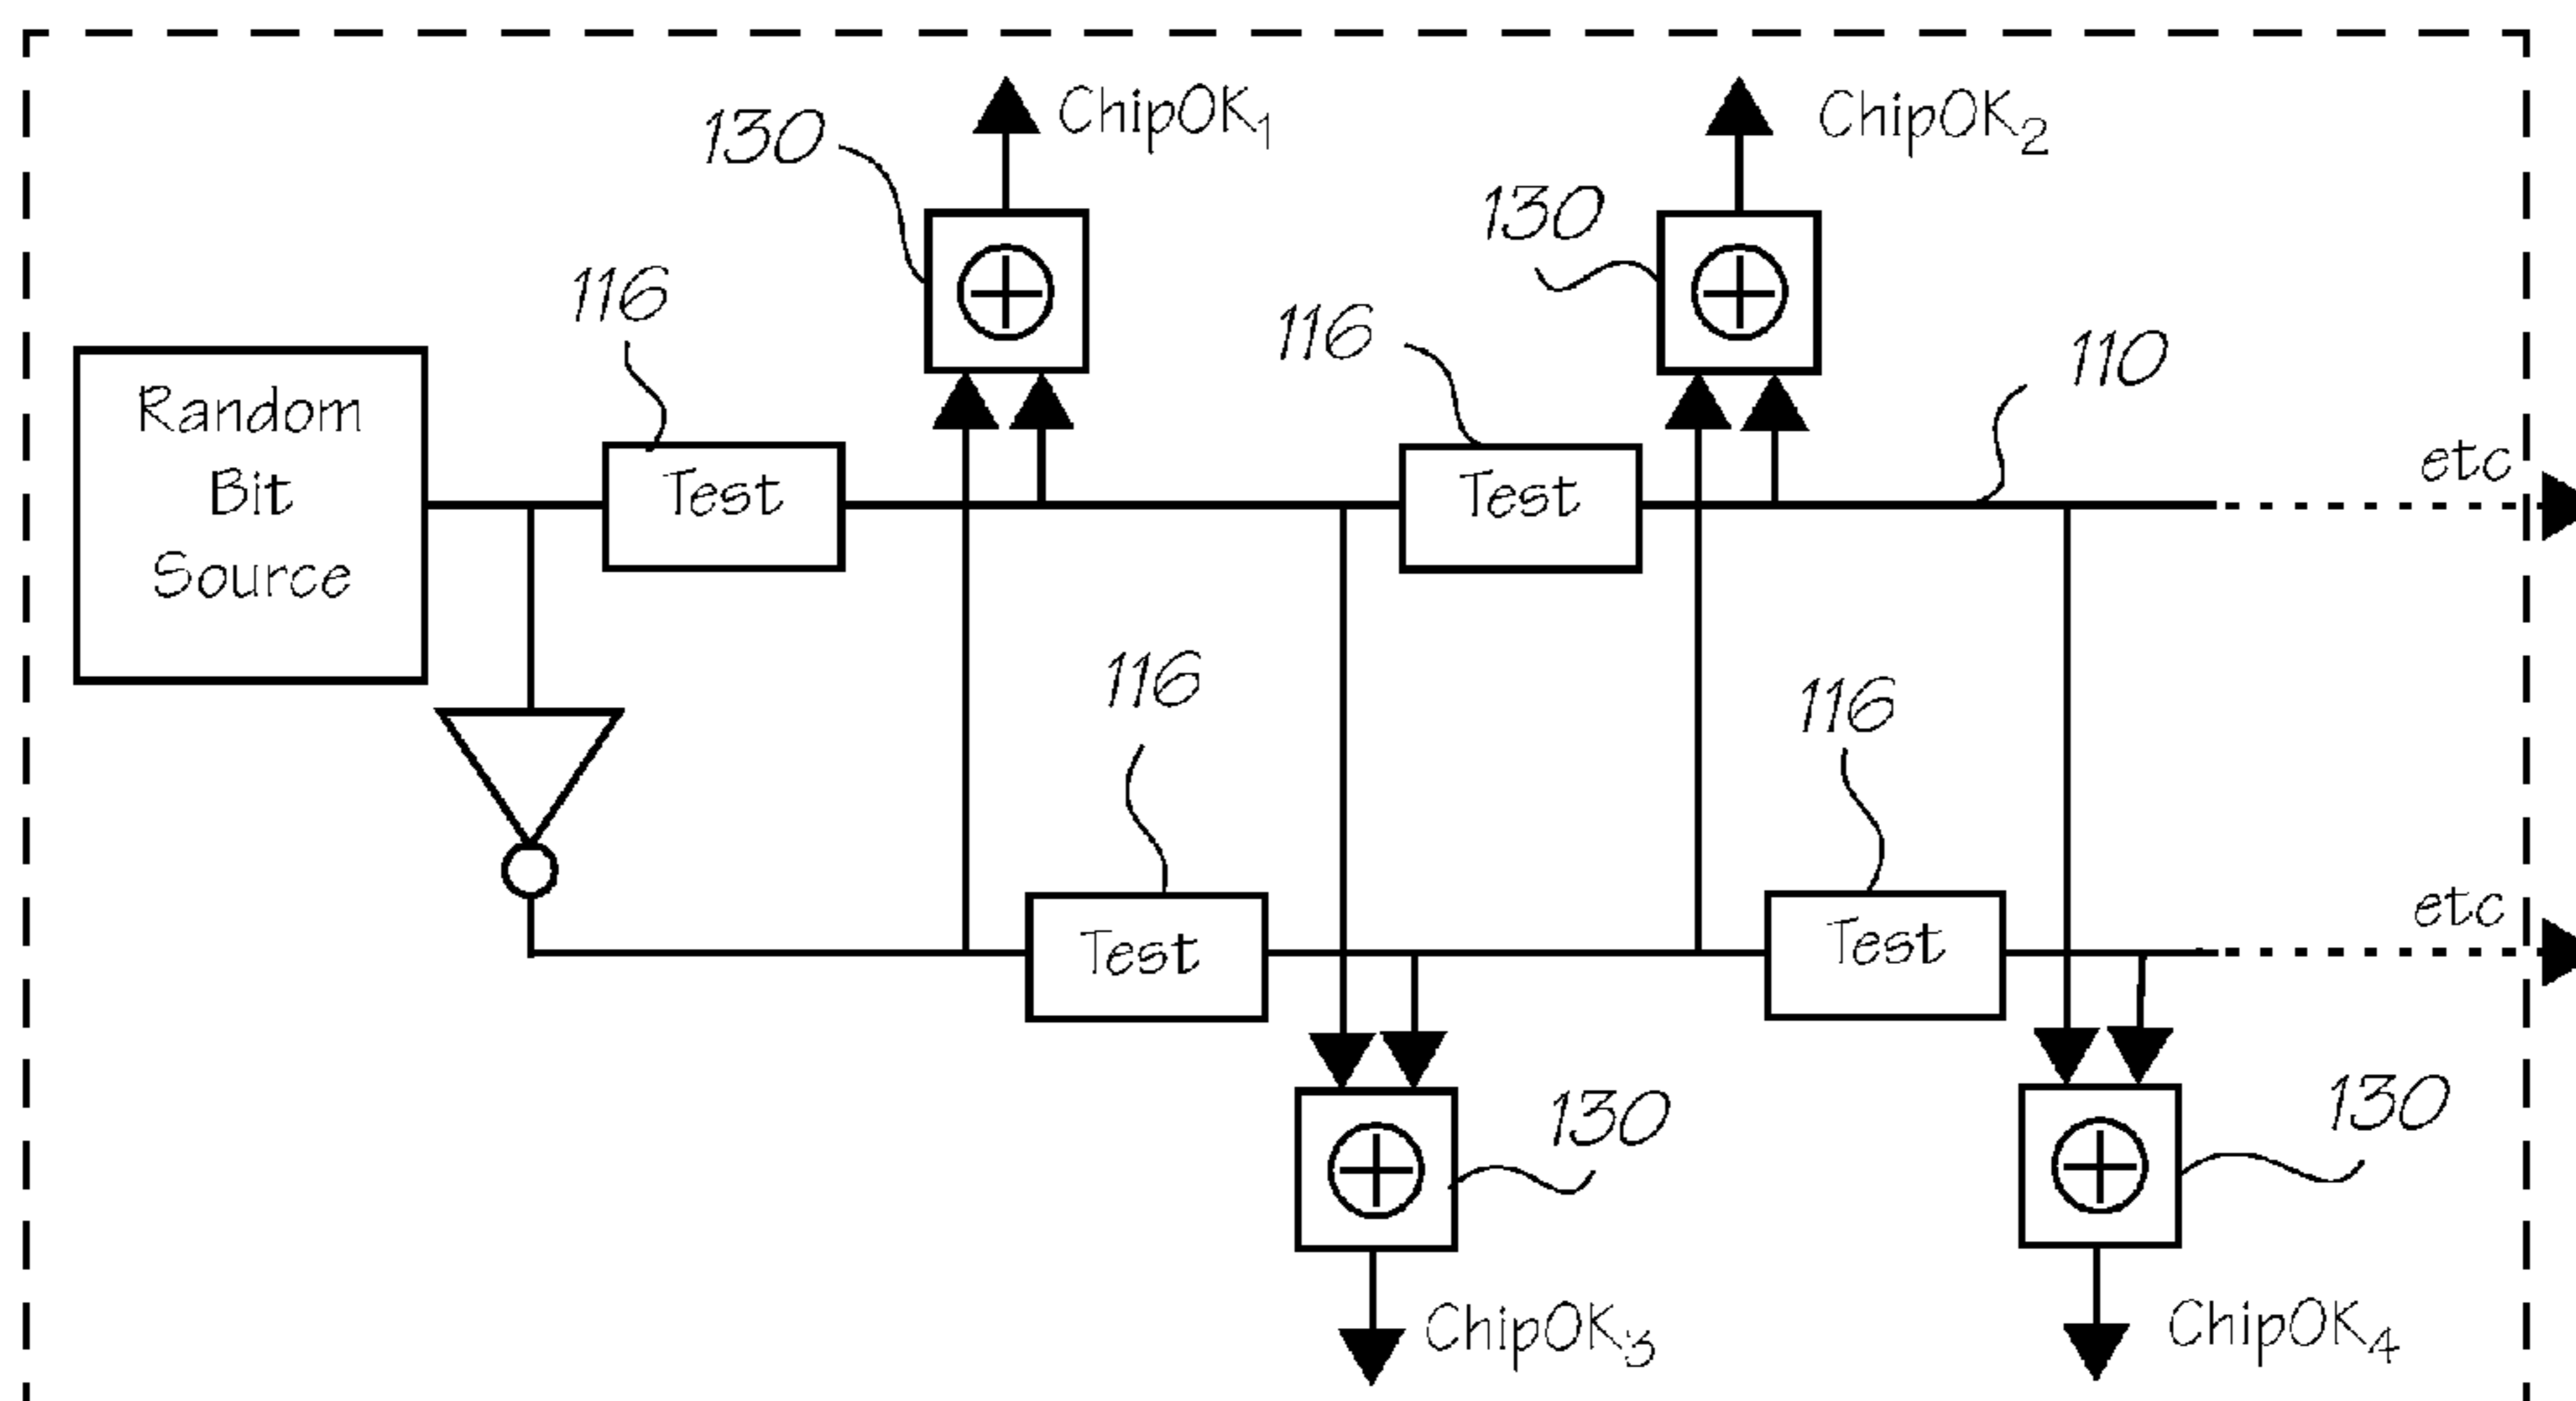 ChipOK1
ChipOK2
130
130
116
116
110
Random
Bit
Source
Test
Test
etc
116
116
Test
Test
etc
130
130
ChipOK3
ChipOK4